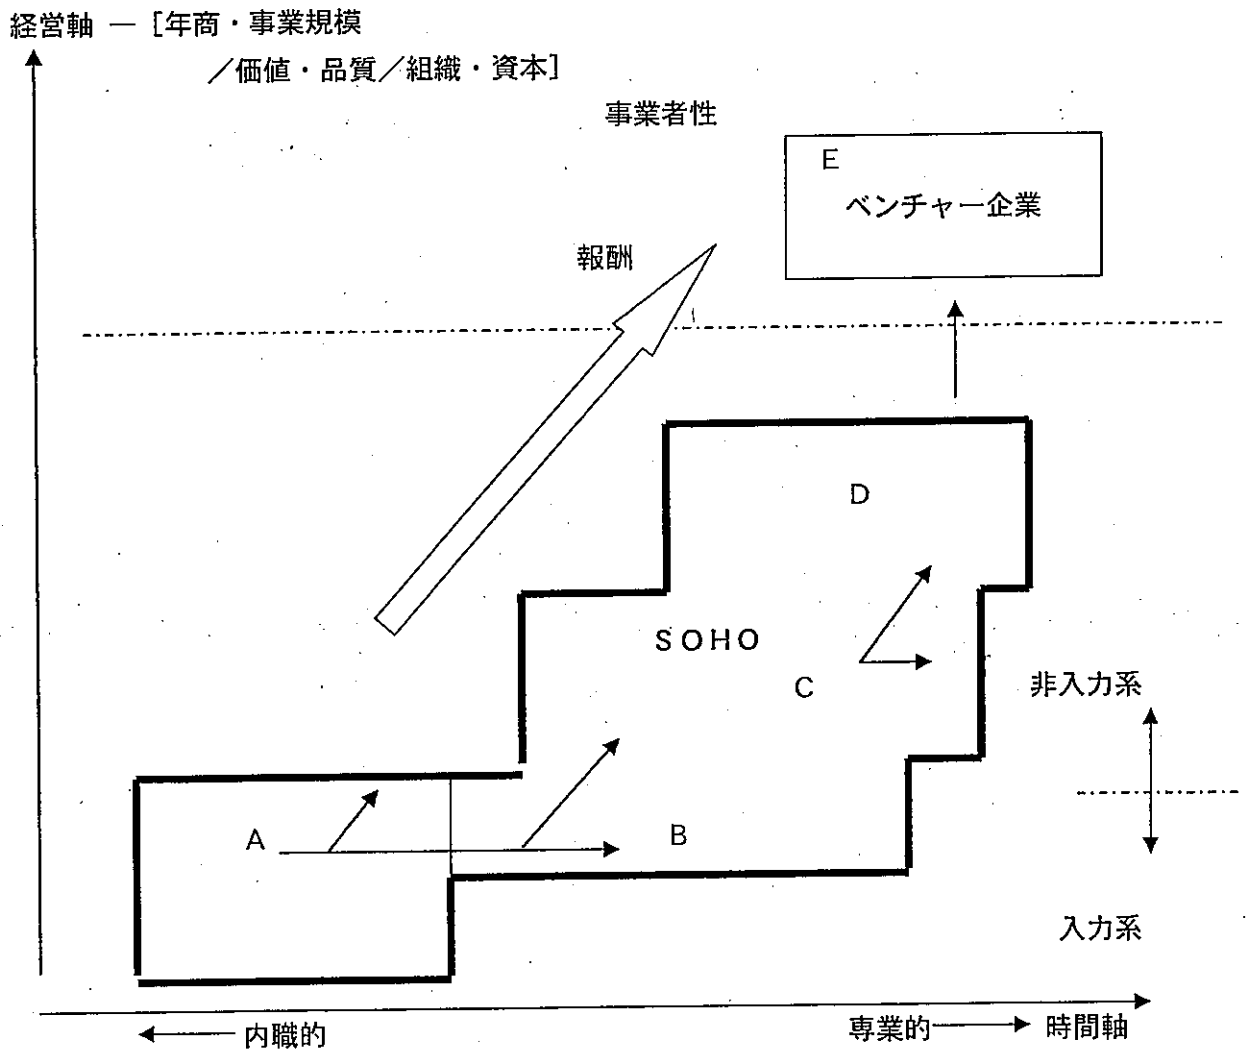 経営軸 ― [年商・事業規模
／価値・品質／組織・資本]
事業者性
E
ベンチャー企業
報酬
D
SOHO
C
非入力系
A
B
入力系
内職的
専業的
時間軸